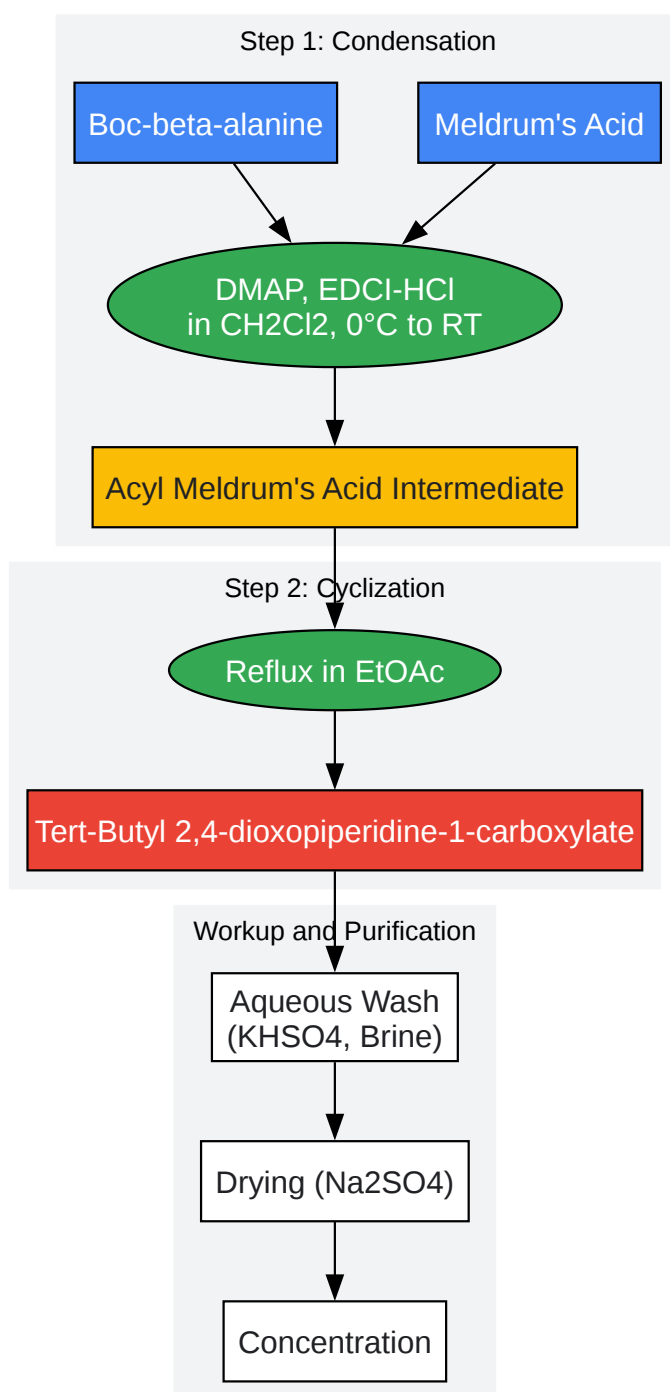 Step 1: Condensation
Boc-beta-alanine
Meldrum's Acid
DMAP, EDCI-HCl
in CH2Cl2, 0°C to RT
Acyl Meldrum's Acid Intermediate
Step 2: Cyclization
Reflux in EtOAc
Tert-Butyl 2,4-dioxopiperidine-1-carboxylate
Workup and Purification
Aqueous Wash
(KHSO4, Brine)
Drying (Na2SO4)
Concentration